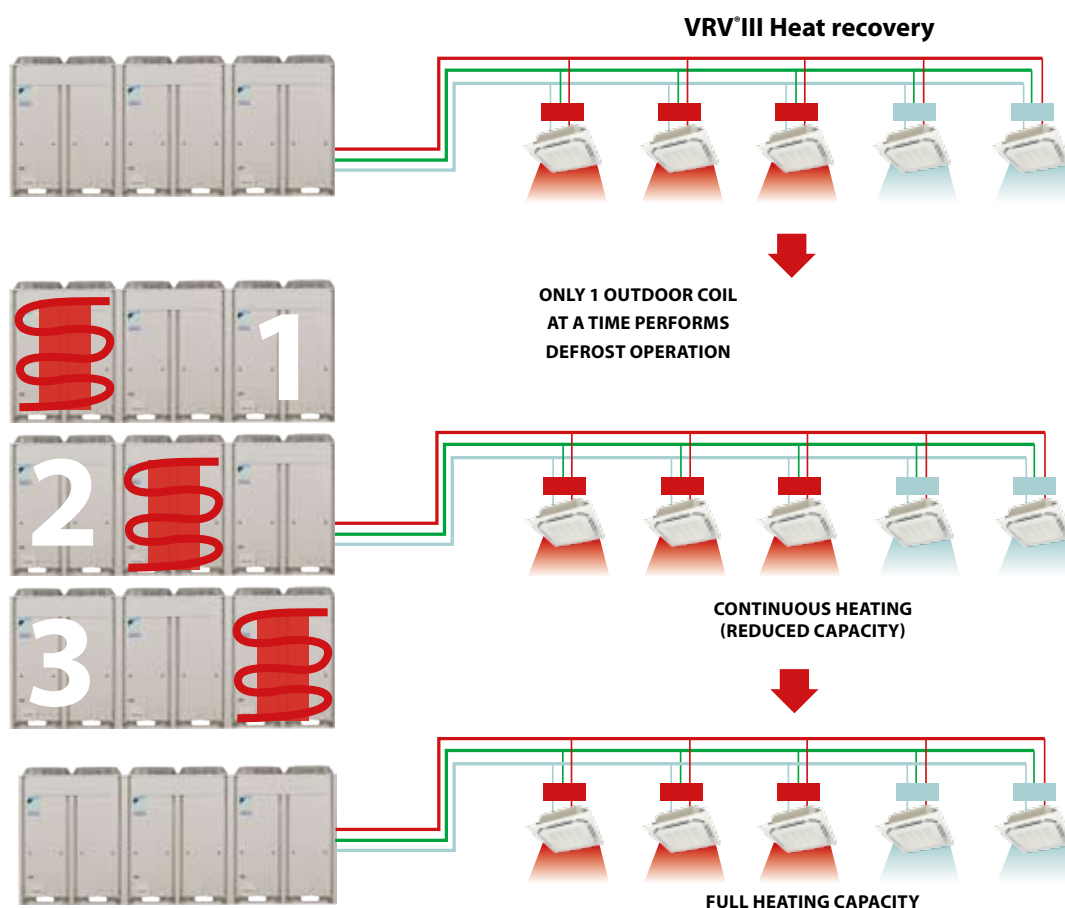 VRV®III Heat recovery
ONLY 1 OUTDOOR COIL
AT A TIME PERFORMS
DEFROST OPERATION
1
2
3
CONTINUOUS HEATING
(REDUCED CAPACITY)
FULL HEATING CAPACITY